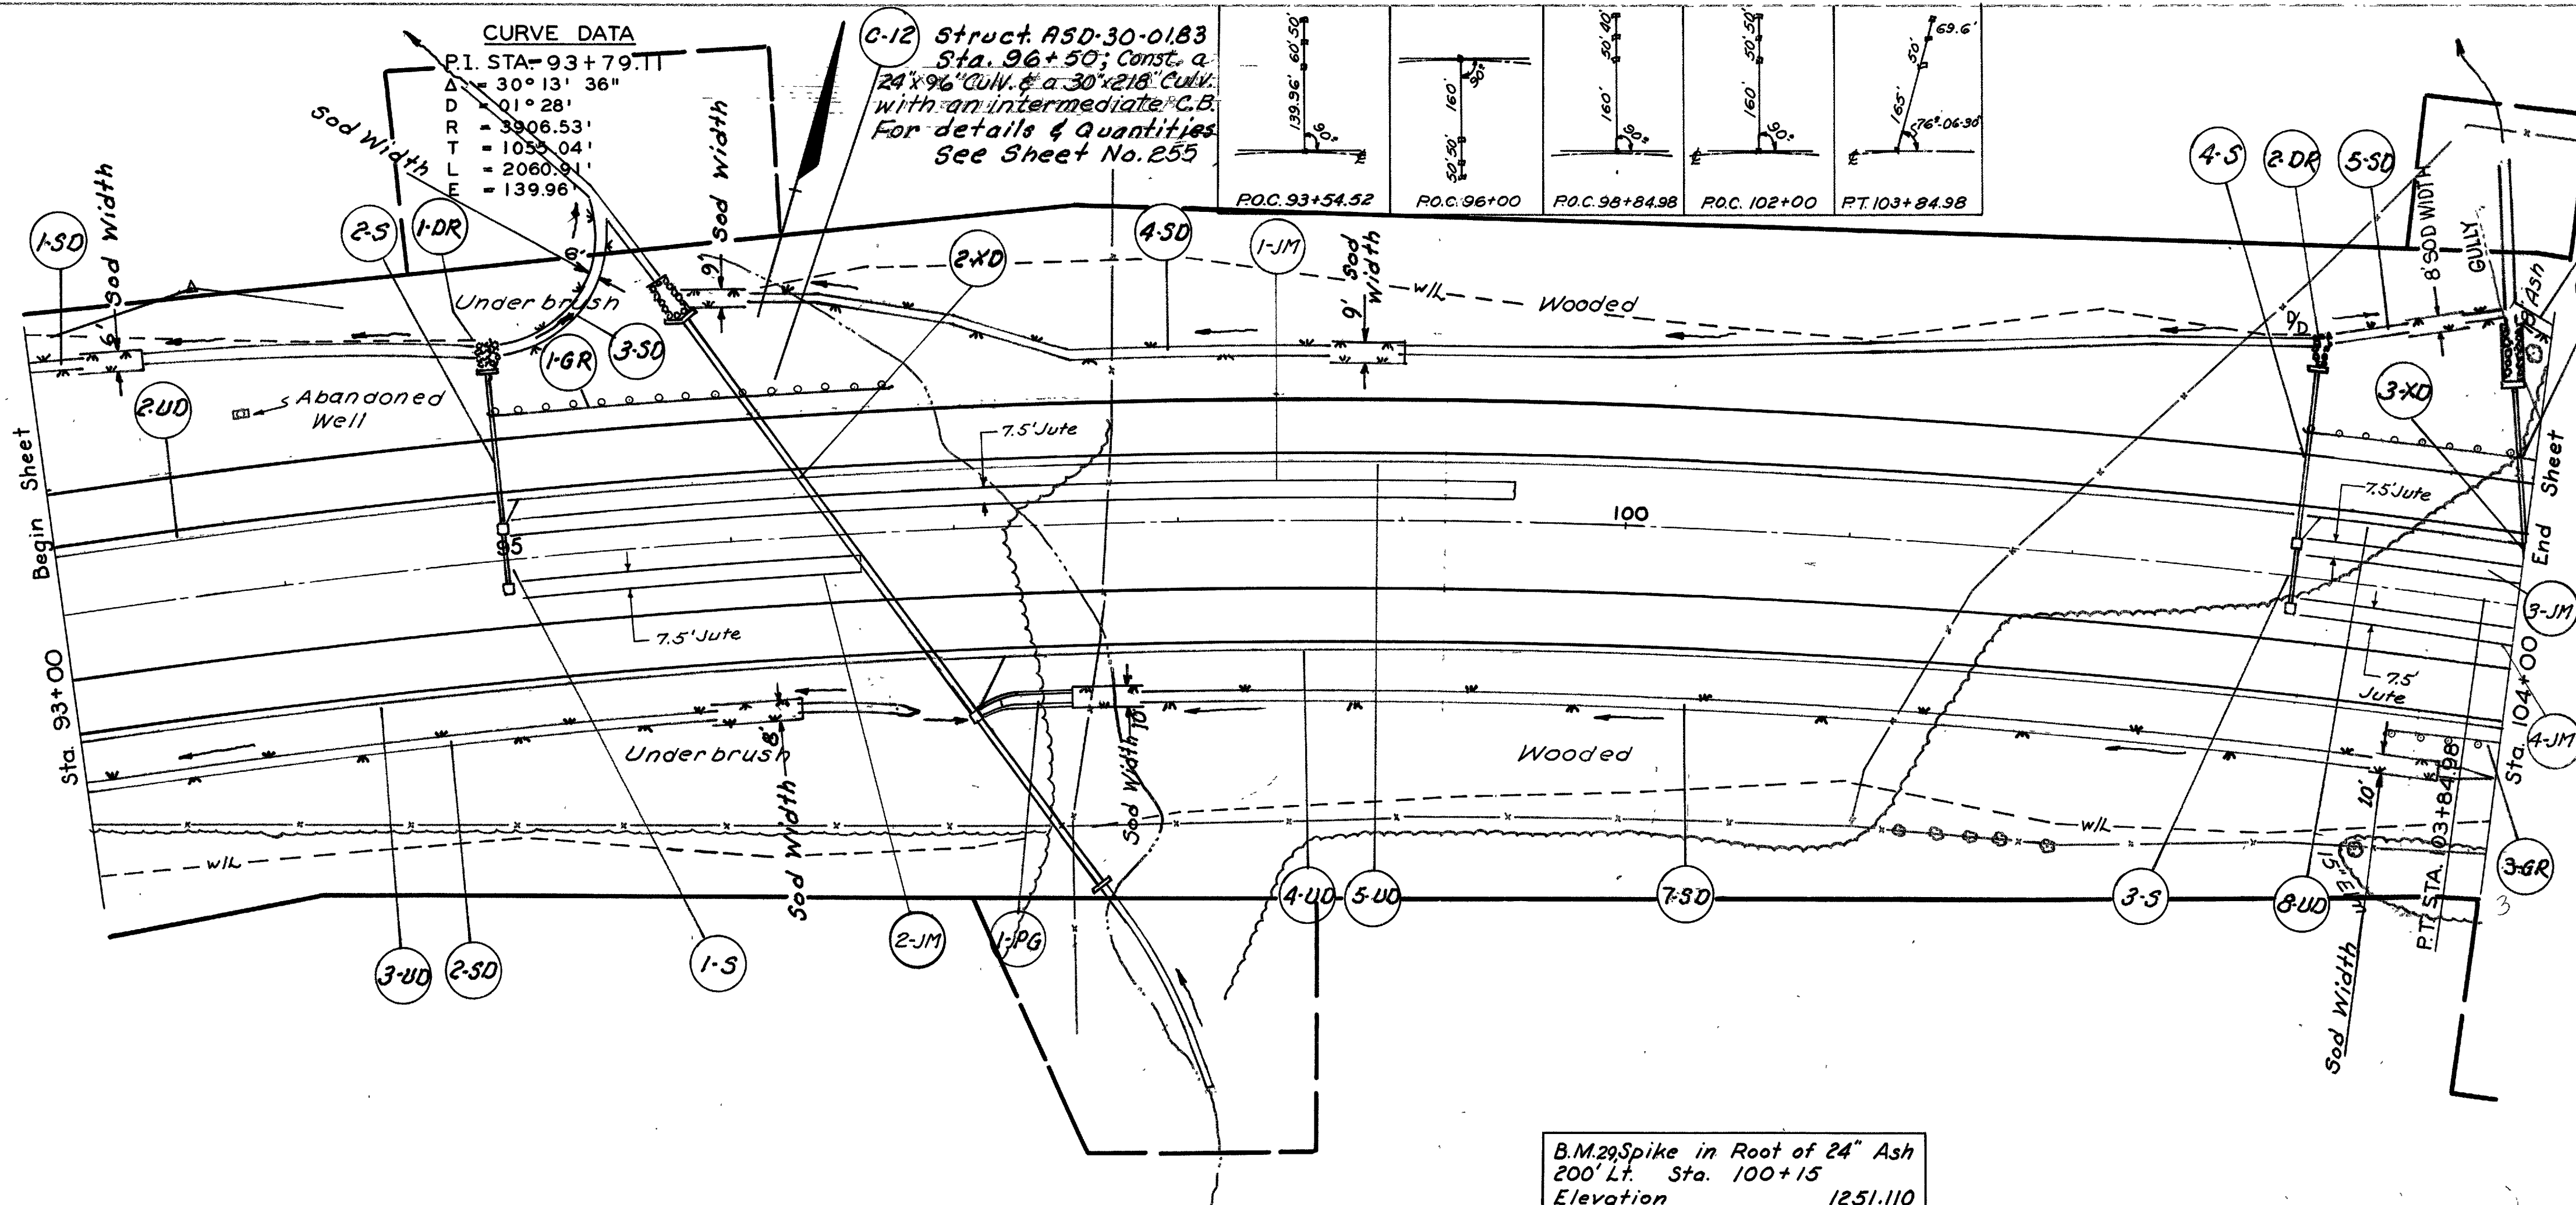 CURVE DATA
P.I. STA. 93+79.11
Δ = 30° 13' 36"
D = 01° 28'
R = 3906.53'
T = 1055.04'
L = 2060.91'
E = 139.96'
C-12
Struct. ASD-30-0183
Sta. 96+50; Const. a
24"x96" Culv. & a 30"x218" Culv.
with an intermediate C.B.
For details & Quantities
See Sheet No. 255
139.96' 60' 50'
90°
P.O.C. 93+54.52
90°
160'
50' 50'
P.O.C. 96+00
160' 50' 40'
90°
P.O.C. 98+84.98
160' 50' 50'
90°
P.O.C. 102+00
165' 50' 69.6'
76°-06-30"
P.T. 103+84.98
Sod Width
6'
Sod Width
6'
9' Sod Width
9' Sod Width
8' SOD WIDTH
GULLY
18" Ash
1-SD
2-S
1-DR
2-XD
4-SD
1-JM
4-S
2-DR
5-SD
Underbrush
W/L
Wooded
D/D
1-GR
3-SD
2-UD
Abandoned
Well
3-XD
7.5' Jute
7.5' Jute
95
100
7.5' Jute
7.5'
Jute
3-JM
4-JM
3-GR
3
Begin Sheet
Sta. 93+00
End Sheet
Sta. 104+00
Underbrush
8'
Sod Width
10'
Sod Width
Wooded
W/L
W/L
15" Elm
10'
Sod Width
P.T. STA. 103+84.98
3-UD
2-SD
1-S
2-JM
1-PG
4-UD
5-UD
7-SD
3-S
8-UD
B.M.29, Spike in Root of 24" Ash
200' Lt. Sta. 100+15
Elevation 1251.110